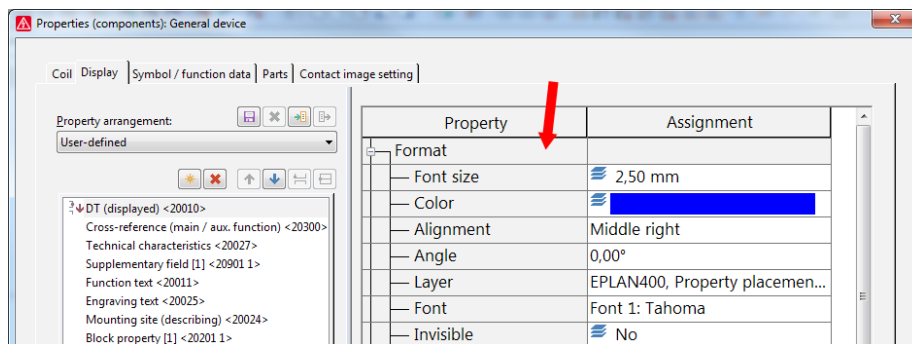 Properties (components): General device
Coil Display Symbol / function data Parts Contact image setting
Property arrangement:
User-defined
DT (displayed) <20010>
Cross-reference (main / aux. function) <20300>
Technical characteristics <20027>
Supplementary field [1] <20901 1>
Function text <20011>
Engraving text <20025>
Mounting site (describing) <20024>
Block property [1] <20201 1>
Property Assignment
Format
Font size 2,50 mm
Color
Alignment Middle right
Angle 0,00°
Layer EPLAN400, Property placemen...
Font Font 1: Tahoma
Invisible No